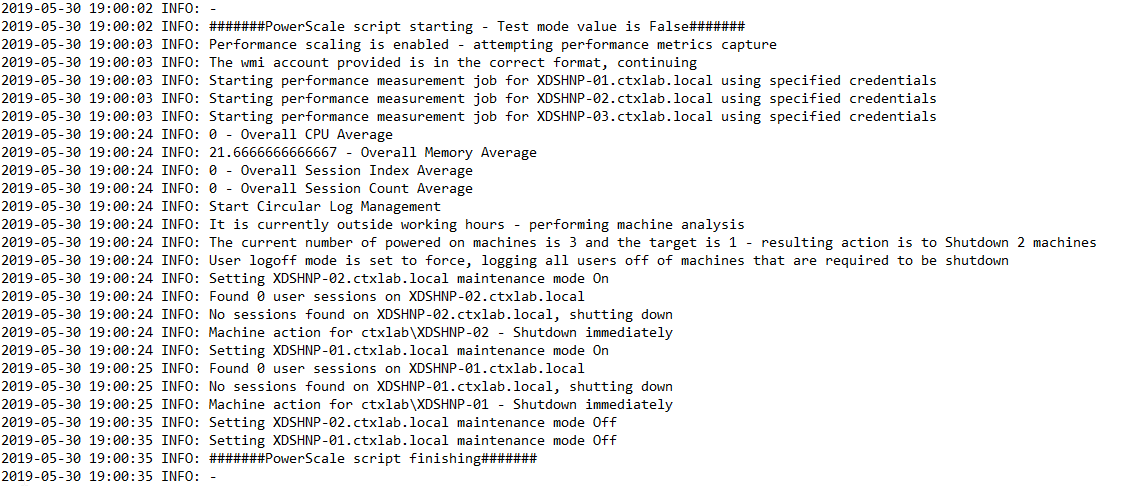 2019-05-30 19:00:02 INFO: -
2019-05-30 19:00:02 INFO: #######PowerScale script starting - Test mode value is False#######
2019-05-30 19:00:03 INFO: Performance scaling is enabled - attempting performance metrics capture
2019-05-30 19:00:03 INFO: The wmi account provided is in the correct format, continuing
2019-05-30 19:00:03 INFO: Starting performance measurement job for XDSHNP-01.ctxlab.local using specified credentials
2019-05-30 19:00:03 INFO: Starting performance measurement job for XDSHNP-02.ctxlab.local using specified credentials
2019-05-30 19:00:03 INFO: Starting performance measurement job for XDSHNP-03.ctxlab.local using specified credentials
2019-05-30 19:00:24 INFO: 0 - Overall CPU Average
2019-05-30 19:00:24 INFO: 21.6666666666667 - Overall Memory Average
2019-05-30 19:00:24 INFO: 0 - Overall Session Index Average
2019-05-30 19:00:24 INFO: 0 - Overall Session Count Average
2019-05-30 19:00:24 INFO: Start Circular Log Management
2019-05-30 19:00:24 INFO: It is currently outside working hours - performing machine analysis
2019-05-30 19:00:24 INFO: The current number of powered on machines is 3 and the target is 1 - resulting action is to Shutdown 2 machines
2019-05-30 19:00:24 INFO: User logoff mode is set to force, logging all users off of machines that are required to be shutdown
2019-05-30 19:00:24 INFO: Setting XDSHNP-02.ctxlab.local maintenance mode On
2019-05-30 19:00:24 INFO: Found 0 user sessions on XDSHNP-02.ctxlab.local
2019-05-30 19:00:24 INFO: No sessions found on XDSHNP-02.ctxlab.local, shutting down
2019-05-30 19:00:24 INFO: Machine action for ctxlab\XDSHNP-02 - Shutdown immediately
2019-05-30 19:00:24 INFO: Setting XDSHNP-01.ctxlab.local maintenance mode On
2019-05-30 19:00:25 INFO: Found 0 user sessions on XDSHNP-01.ctxlab.local
2019-05-30 19:00:25 INFO: No sessions found on XDSHNP-01.ctxlab.local, shutting down
2019-05-30 19:00:25 INFO: Machine action for ctxlab\XDSHNP-01 - Shutdown immediately
2019-05-30 19:00:35 INFO: Setting XDSHNP-02.ctxlab.local maintenance mode Off
2019-05-30 19:00:35 INFO: Setting XDSHNP-01.ctxlab.local maintenance mode Off
2019-05-30 19:00:35 INFO: #######PowerScale script finishing#######
2019-05-30 19:00:35 INFO: -